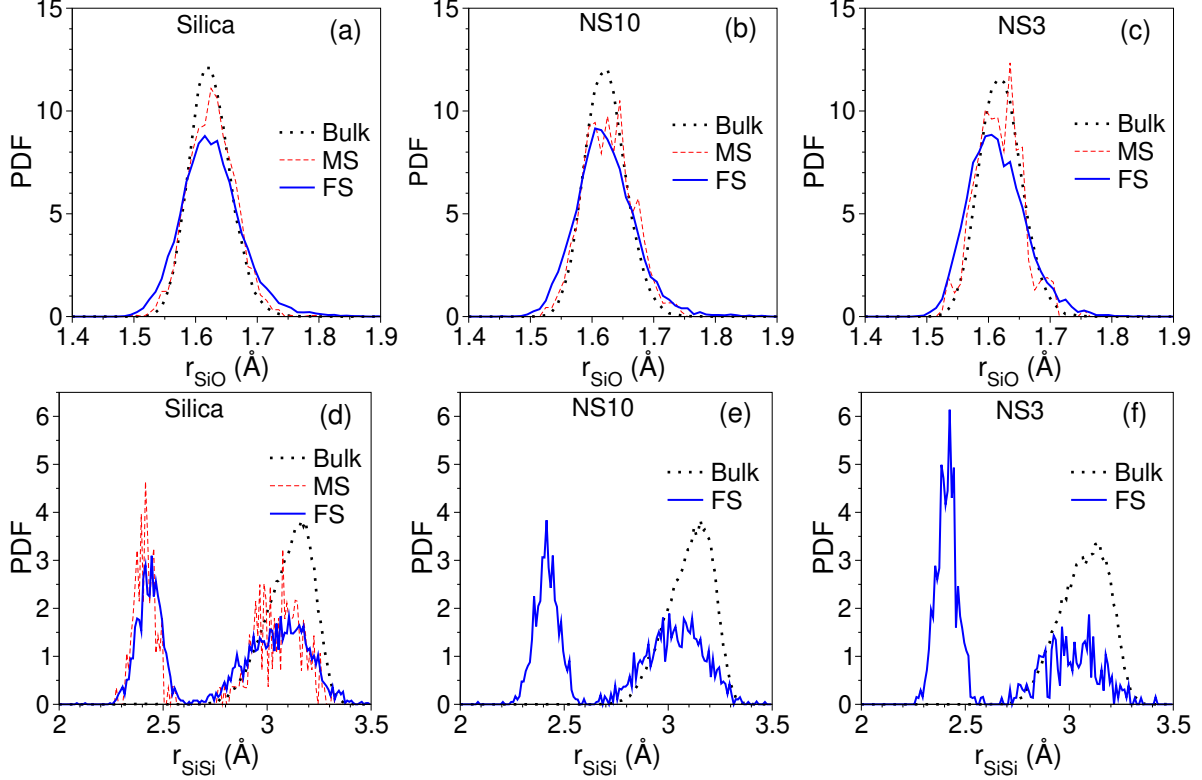 Silica
(a)
PDF
15
10
5
0
Bulk
MS
FS
1.4 1.5 1.6 1.7 1.8 1.9
r_SiO (Å)
NS10
(b)
PDF
15
10
5
0
Bulk
MS
FS
1.4 1.5 1.6 1.7 1.8 1.9
r_SiO (Å)
NS3
(c)
PDF
15
10
5
0
Bulk
MS
FS
1.4 1.5 1.6 1.7 1.8 1.9
r_SiO (Å)
Silica
(d)
PDF
6
5
4
3
2
1
0
Bulk
MS
FS
2 2.5 3 3.5
r_SiSi (Å)
NS10
(e)
PDF
6
5
4
3
2
1
0
Bulk
FS
2 2.5 3 3.5
r_SiSi (Å)
NS3
(f)
PDF
6
5
4
3
2
1
0
Bulk
FS
2 2.5 3 3.5
r_SiSi (Å)